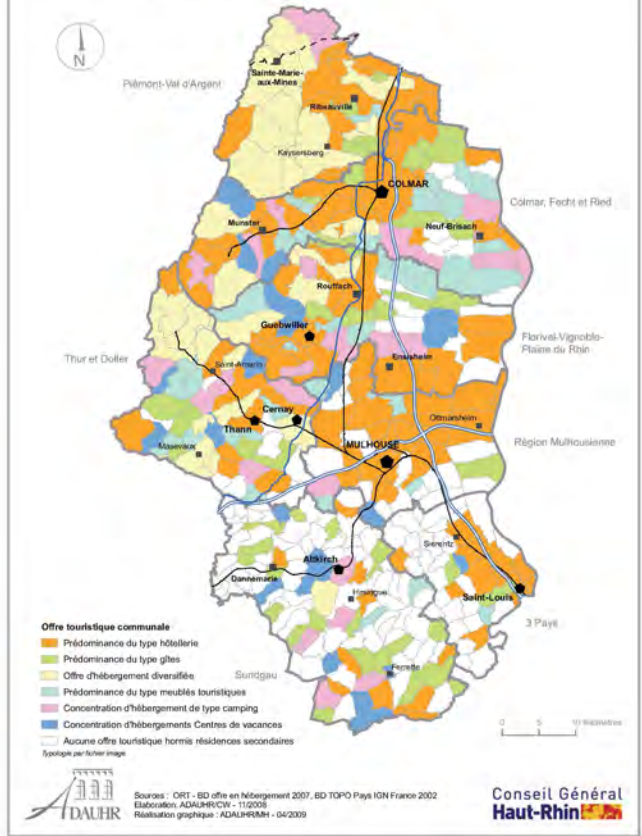 N
Sainte-Marie-
aux-Mines
Piémont-Val d'Argent
Ribeauvillé
Kaysersberg
COLMAR
Colmar, Fecht et Ried
Munster
Neuf-Brisach
Rouffach
Guebwiller
Florival-Vignoble-
Plaine du Rhin
Thur et Doller
Saint-Amarin
Ensisheim
Cernay
Thann
Ottmarsheim
Région Mulhousienne
MULHOUSE
Masevaux
Sierentz
Altkirch
Dannemarie
Hirsingue
Saint-Louis
3 Pays
Sundgau
Ferrette
Offre touristique communale
Prédominance du type hôtellerie
Prédominance du type gîtes
Offre d'hébergement diversifiée
Prédominance du type meublés touristiques
Concentration d'hébergement de type camping
Concentration d'hébergements Centres de vacances
Aucune offre touristique hormis résidences secondaires
Typologie par fichier image
0 5 10 Kilomètres
ADAUHR
Sources : ORT - BD offre en hébergement 2007, BD TOPO Pays IGN France 2002
Elaboration: ADAUHR/CW - 11/2008
Réalisation graphique : ADAUHR/MH - 04/2009
Conseil Général
Haut-Rhin